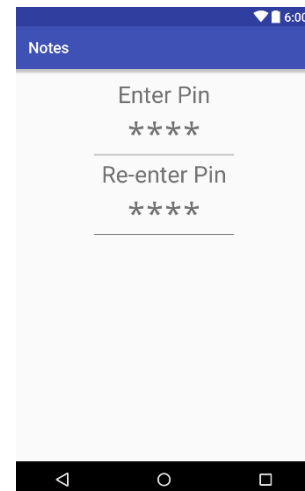 6:00
Notes
Enter Pin
****
Re-enter Pin
****